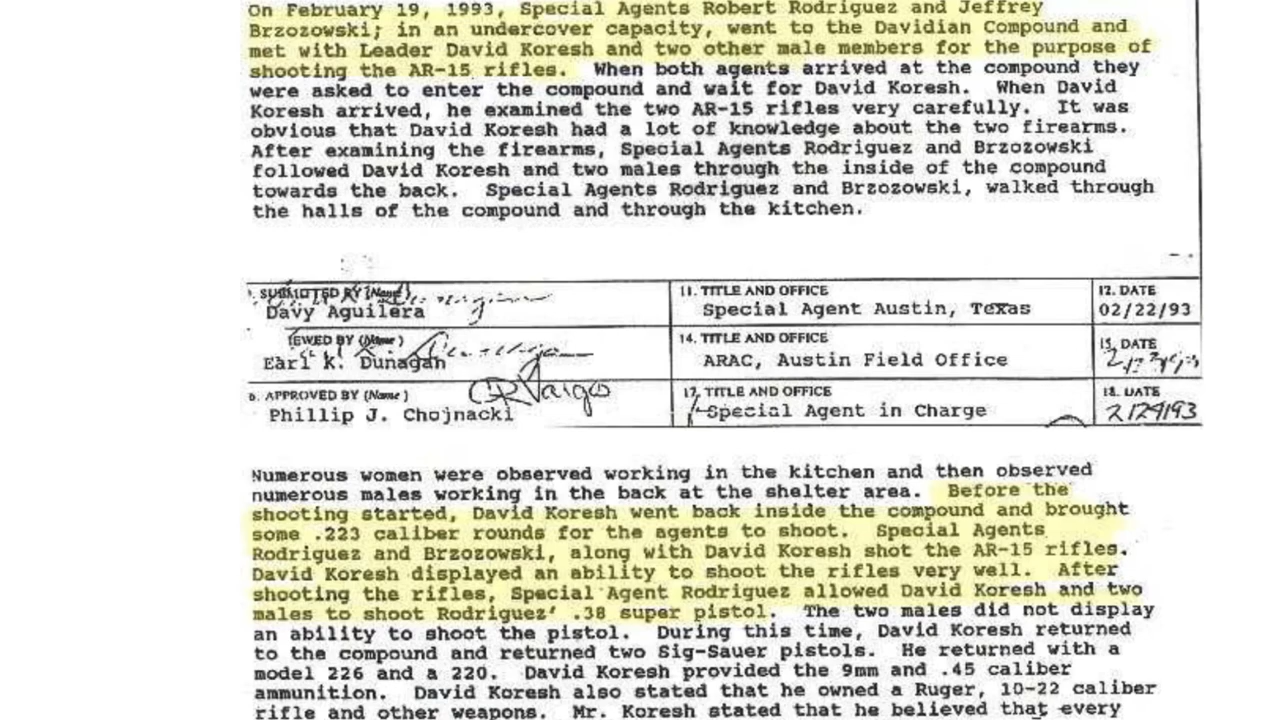 On February 19, 1993, Special Agents Robert Rodriguez and Jeffrey
Brzozowski; in an undercover capacity, went to the Davidian Compound and
met with Leader David Koresh and two other male members for the purpose of
shooting the AR-15 rifles. When both agents arrived at the compound they
were asked to enter the compound and wait for David Koresh. When David
Koresh arrived, he examined the two AR-15 rifles very carefully. It was
obvious that David Koresh had a lot of knowledge about the two firearms.
After examining the firearms, Special Agents Rodriguez and Brzozowski
followed David Koresh and two males through the inside of the compound
towards the back. Special Agents Rodriguez and Brzozowski, walked through
the halls of the compound and through the kitchen.
SUBMITTED BY (Name) 11. TITLE AND OFFICE 12. DATE
Davy Aguilera Special Agent Austin, Texas 02/22/93
EWED BY (Name) 14. TITLE AND OFFICE 15. DATE
Earl K. Dunagan ARAC, Austin Field Office
6. APPROVED BY (Name) 17. TITLE AND OFFICE 18. DATE
Phillip J. Chojnacki Special Agent in Charge 2/24/93
Numerous women were observed working in the kitchen and then observed
numerous males working in the back at the shelter area. Before the
shooting started, David Koresh went back inside the compound and brought
some .223 caliber rounds for the agents to shoot. Special Agents
Rodriguez and Brzozowski, along with David Koresh shot the AR-15 rifles.
David Koresh displayed an ability to shoot the rifles very well. After
shooting the rifles, Special Agent Rodriguez allowed David Koresh and two
males to shoot Rodriguez' .38 super pistol. The two males did not display
an ability to shoot the pistol. During this time, David Koresh returned
to the compound and returned two Sig-Sauer pistols. He returned with a
model 226 and a 220. David Koresh provided the 9mm and .45 caliber
ammunition. David Koresh also stated that he owned a Ruger, 10-22 caliber
rifle and other weapons. Mr. Koresh stated that he believed that every